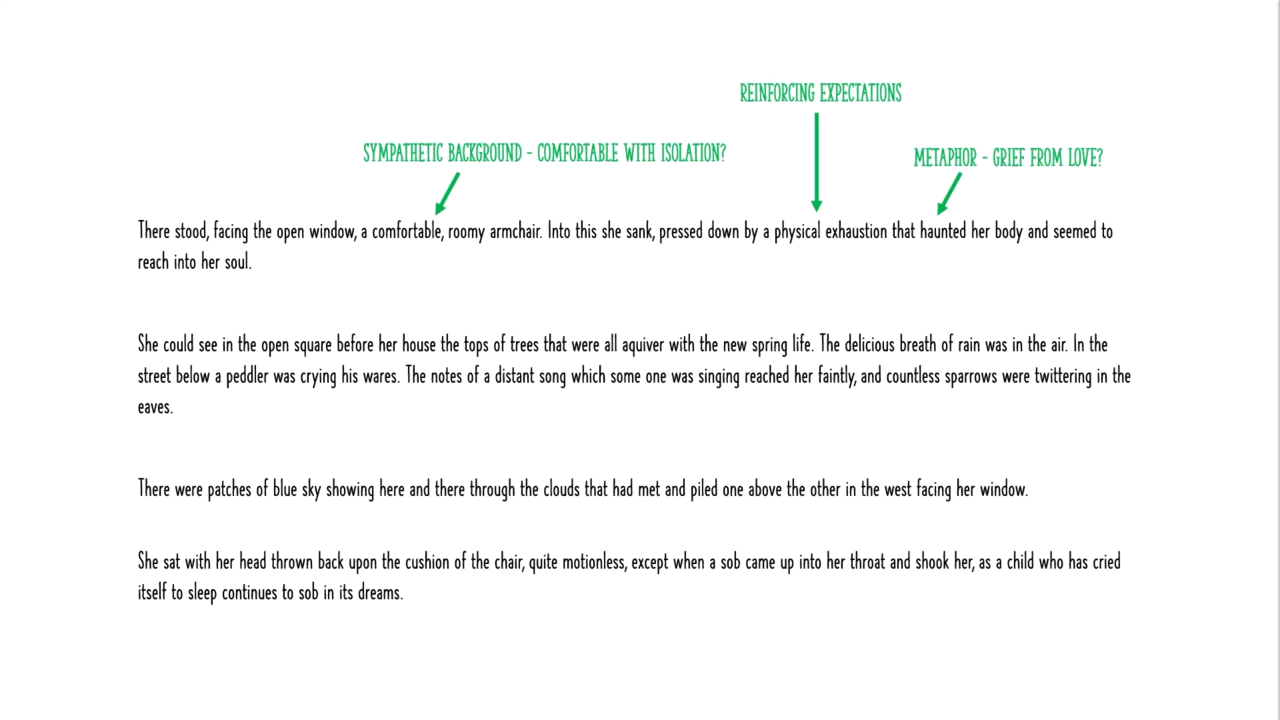 REINFORCING EXPECTATIONS
SYMPATHETIC BACKGROUND - COMFORTABLE WITH ISOLATION?
METAPHOR - GRIEF FROM LOVE?
There stood, facing the open window, a comfortable, roomy armchair. Into this she sank, pressed down by a physical exhaustion that haunted her body and seemed to
reach into her soul.
She could see in the open square before her house the tops of trees that were all aquiver with the new spring life. The delicious breath of rain was in the air. In the
street below a peddler was crying his wares. The notes of a distant song which some one was singing reached her faintly, and countless sparrows were twittering in the
eaves.
There were patches of blue sky showing here and there through the clouds that had met and piled one above the other in the west facing her window.
She sat with her head thrown back upon the cushion of the chair, quite motionless, except when a sob came up into her throat and shook her, as a child who has cried
itself to sleep continues to sob in its dreams.